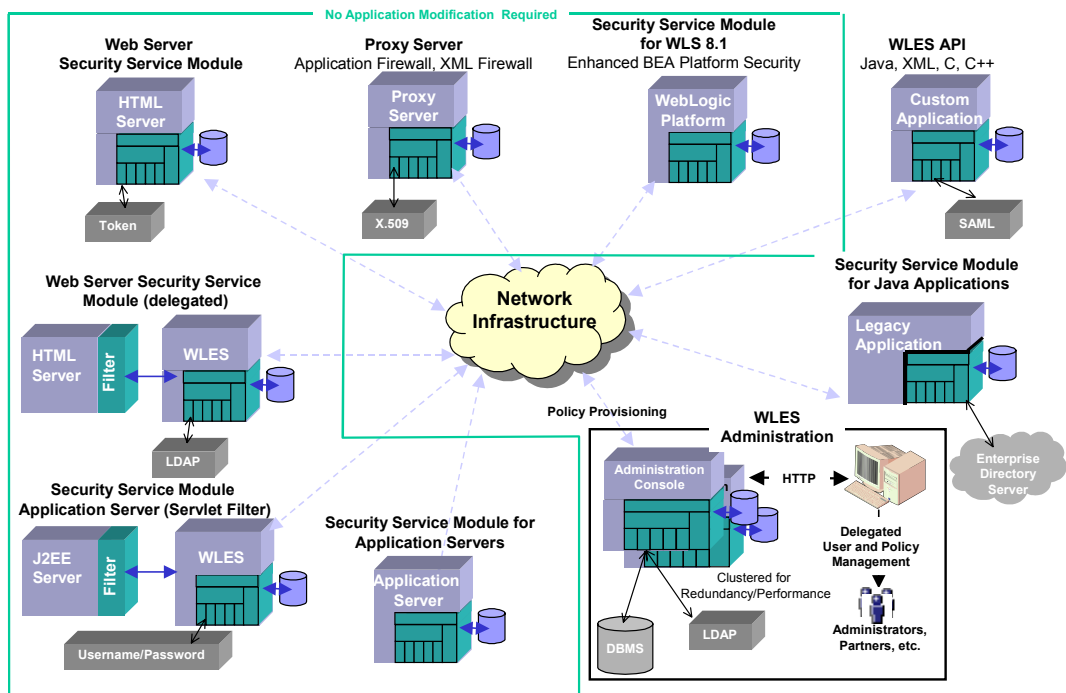 No Application Modification Required
Web Server
Security Service Module
HTML
Server
Token
Proxy Server
Application Firewall, XML Firewall
Proxy
Server
X.509
Security Service Module
for WLS 8.1
Enhanced BEA Platform Security
WebLogic
Platform
WLES API
Java, XML, C, C++
Custom
Application
SAML
Web Server Security Service
Module (delegated)
HTML
Server
Filter
WLES
LDAP
Network
Infrastructure
Security Service Module
for Java Applications
Legacy
Application
Enterprise
Directory
Server
Security Service Module
Application Server (Servlet Filter)
J2EE
Server
Filter
WLES
Username/Password
Security Service Module for
Application Servers
Application
Server
Policy Provisioning
WLES
Administration
Administration
Console
HTTP
Delegated
User and Policy
Management
Clustered for
Redundancy/Performance
DBMS
LDAP
Administrators,
Partners, etc.